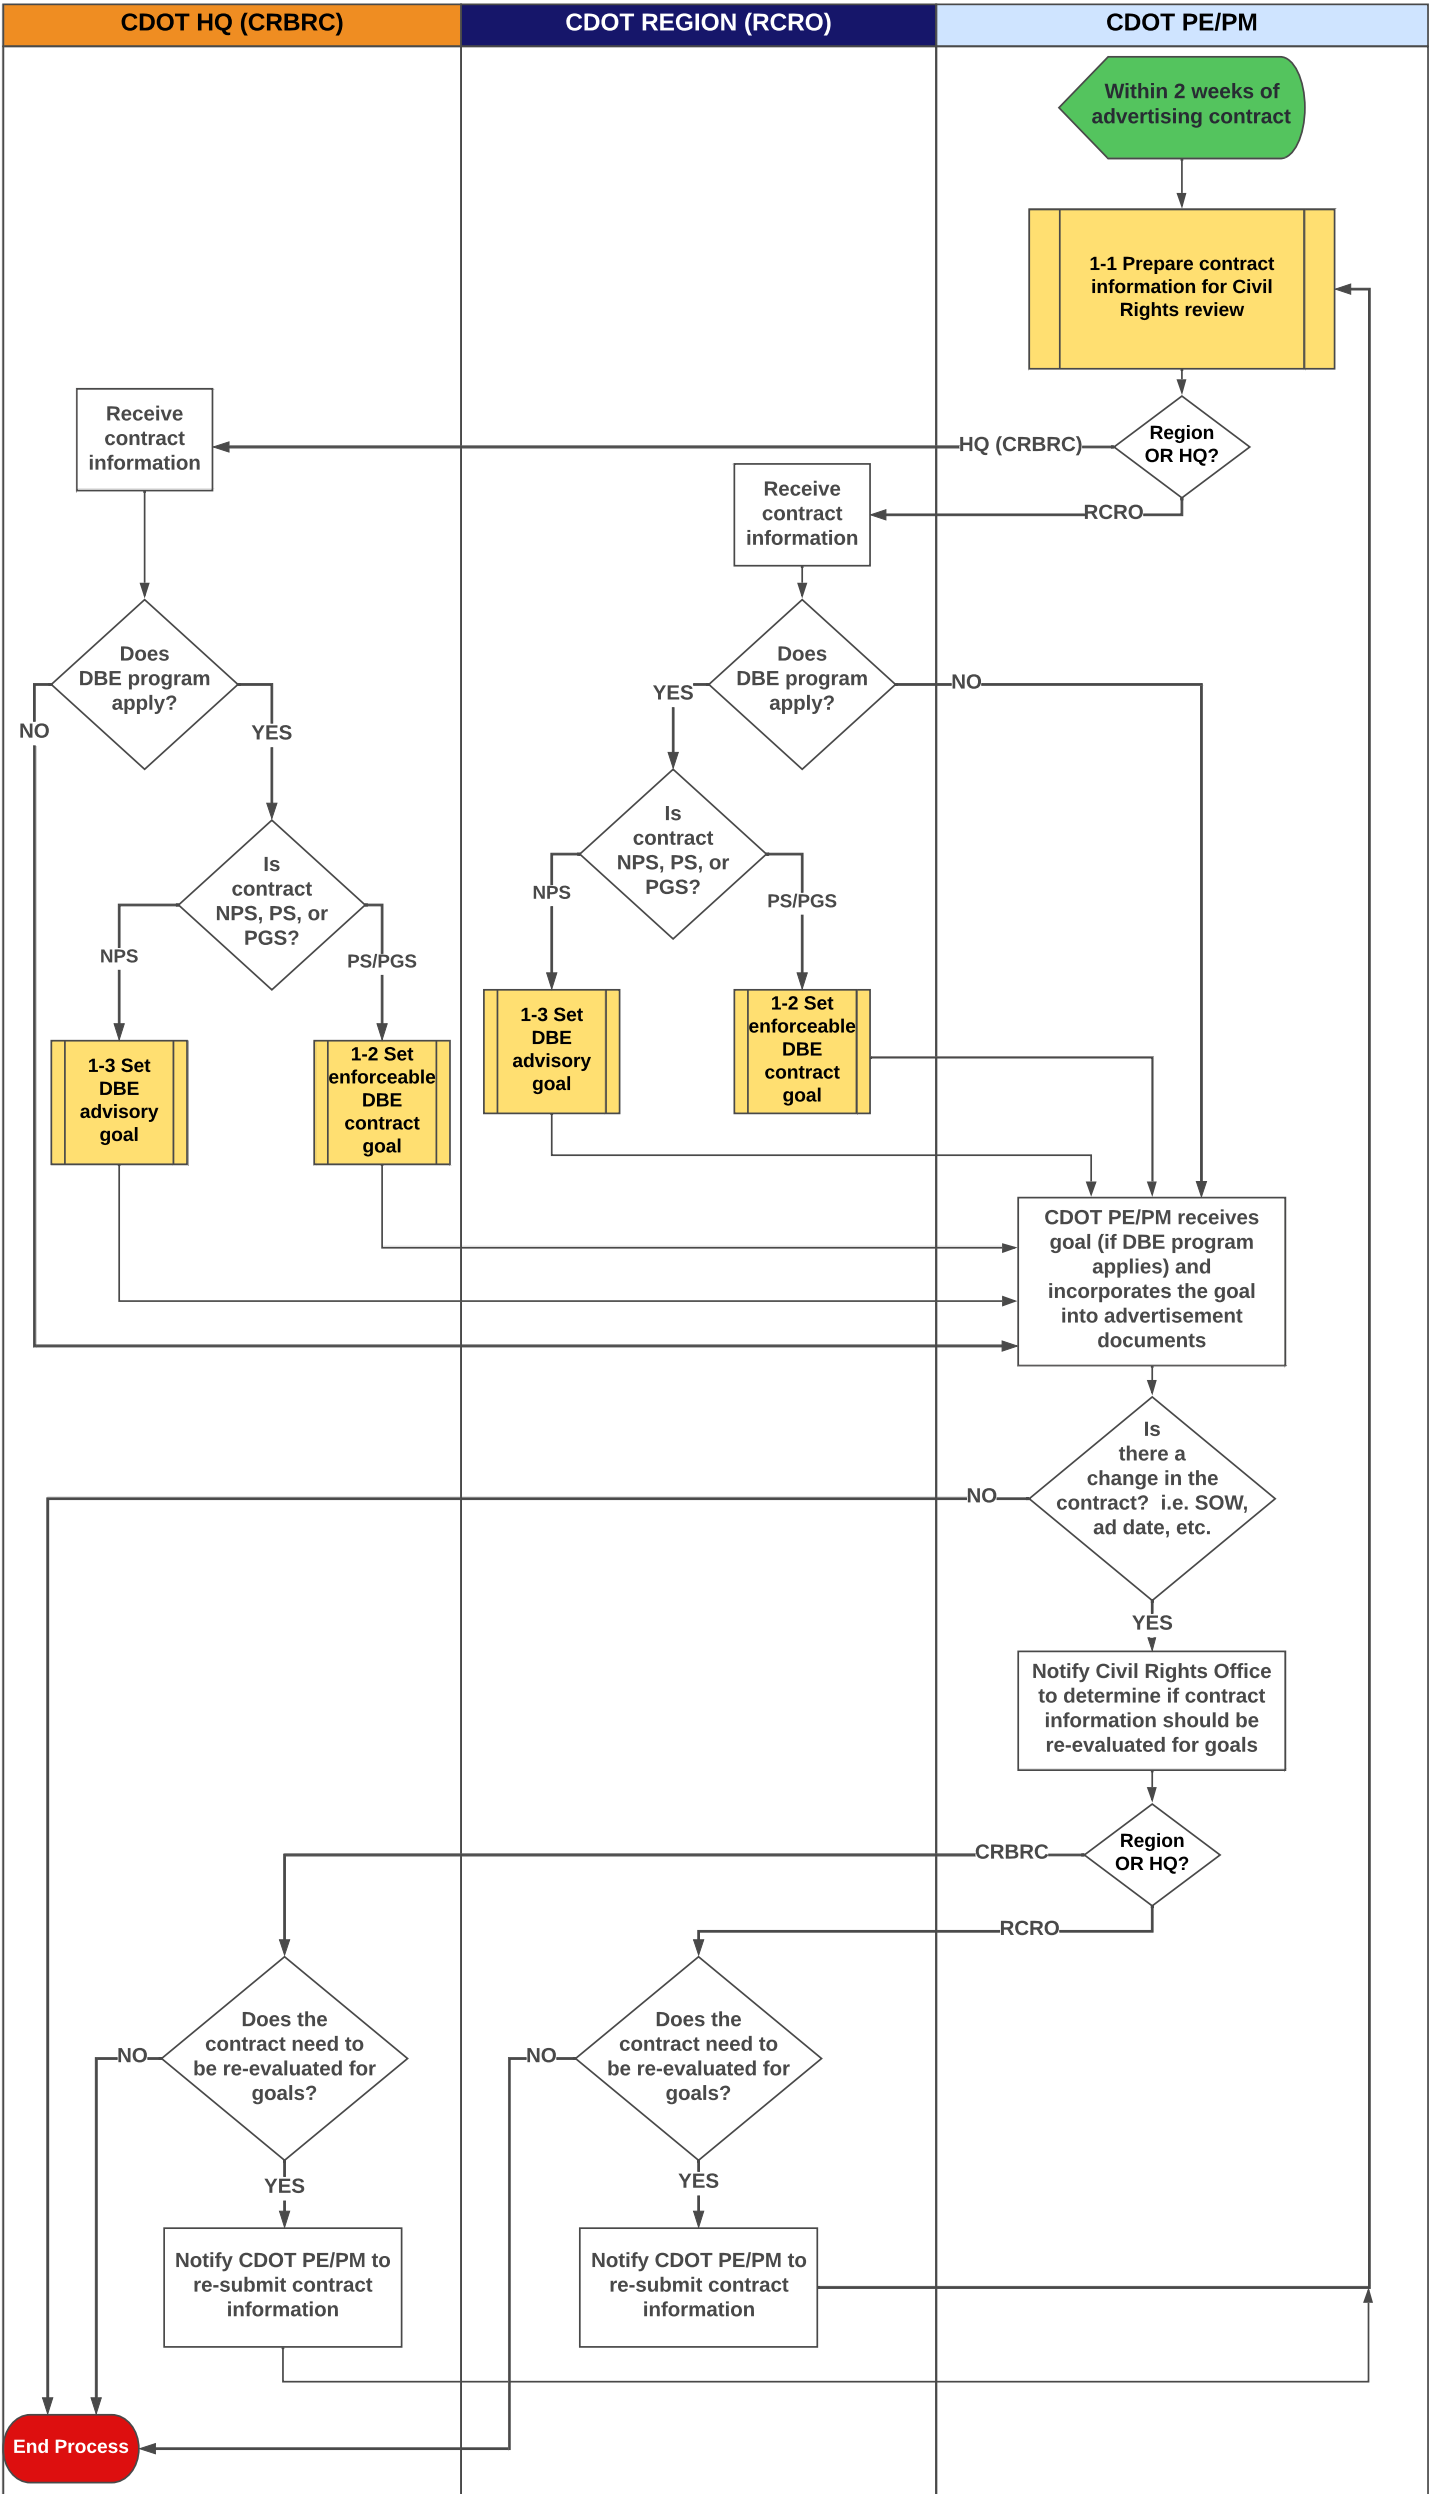 CDOT HQ (CRBRC)
CDOT REGION (RCRO)
CDOT PE/PM
Within 2 weeks of
advertising contract
1-1 Prepare contract
information for Civil
Rights review
Region
OR HQ?
HQ (CRBRC)
RCRO
Receive
contract
information
Receive
contract
information
Does
DBE program
apply?
NO
YES
Does
DBE program
apply?
YES
NO
Is
contract
NPS, PS, or
PGS?
NPS
PS/PGS
Is
contract
NPS, PS, or
PGS?
NPS
PS/PGS
1-3 Set
DBE
advisory
goal
1-2 Set
enforceable
DBE
contract
goal
1-3 Set
DBE
advisory
goal
1-2 Set
enforceable
DBE
contract
goal
CDOT PE/PM receives
goal (if DBE program
applies) and
incorporates the goal
into advertisement
documents
Is
there a
change in the
contract?  i.e. SOW,
ad date, etc.
NO
YES
Notify Civil Rights Office
to determine if contract
information should be
re-evaluated for goals
Region
OR HQ?
CRBRC
RCRO
Does the
contract need to
be re-evaluated for
goals?
NO
YES
Does the
contract need to
be re-evaluated for
goals?
NO
YES
Notify CDOT PE/PM to
re-submit contract
information
Notify CDOT PE/PM to
re-submit contract
information
End Process